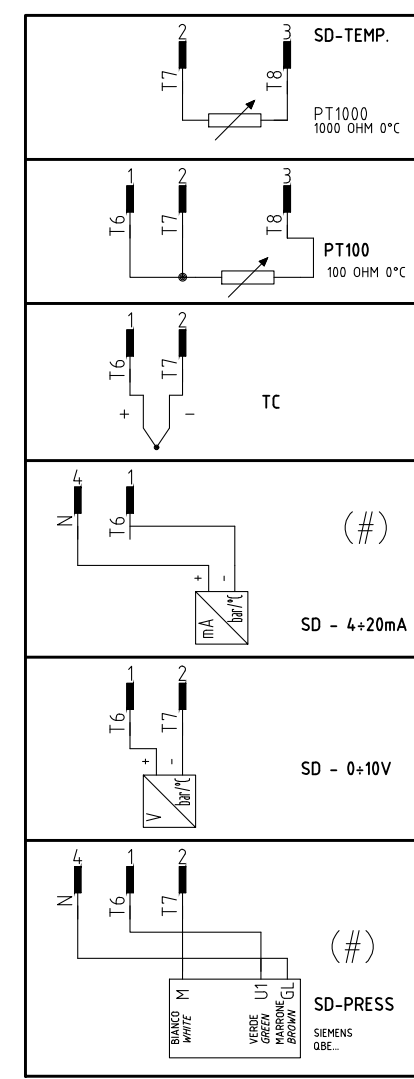 2 3 SD-TEMP.
T7 T8
PT1000
1000 OHM 0°C
1 2 3
T6 T7 T8
PT100
100 OHM 0°C
1 2
T6 T7
+ -
TC
4 1
N T6
(#)
+ -
mA bar/°C
SD - 4÷20mA
1 2
T6 T7
+ -
V bar/°C
SD - 0÷10V
4 1 2
N T6 T7
(#)
M U1 GL
BIANCO
WHITE
VERDE
GREEN
MARRONE
BROWN
SD-PRESS
SIEMENS
QBE...